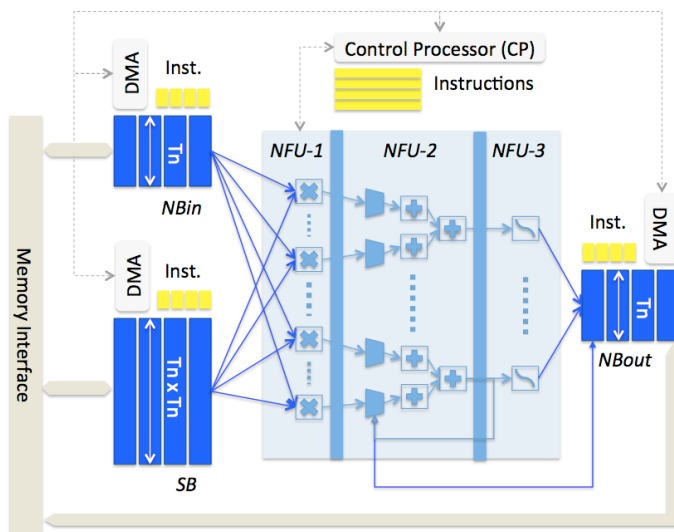 Control Processor (CP)
DMA
Inst.
Instructions
Tn
NBin
NFU-1
NFU-2
NFU-3
Memory Interface
DMA
Inst.
Tn x Tn
SB
Inst.
DMA
Tn
NBout